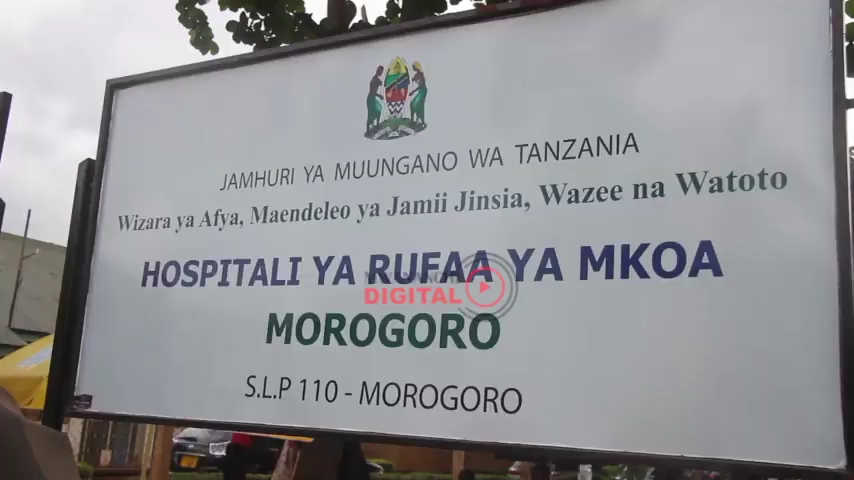 JAMHURI YA MUUNGANO WA TANZANIA
Wizara ya Afya, Maendeleo ya Jamii Jinsia, Wazee na Watoto
HOSPITALI YA RUFAA YA MKOA
DIGITAL
MOROGORO
S.L.P 110 - MOROGORO